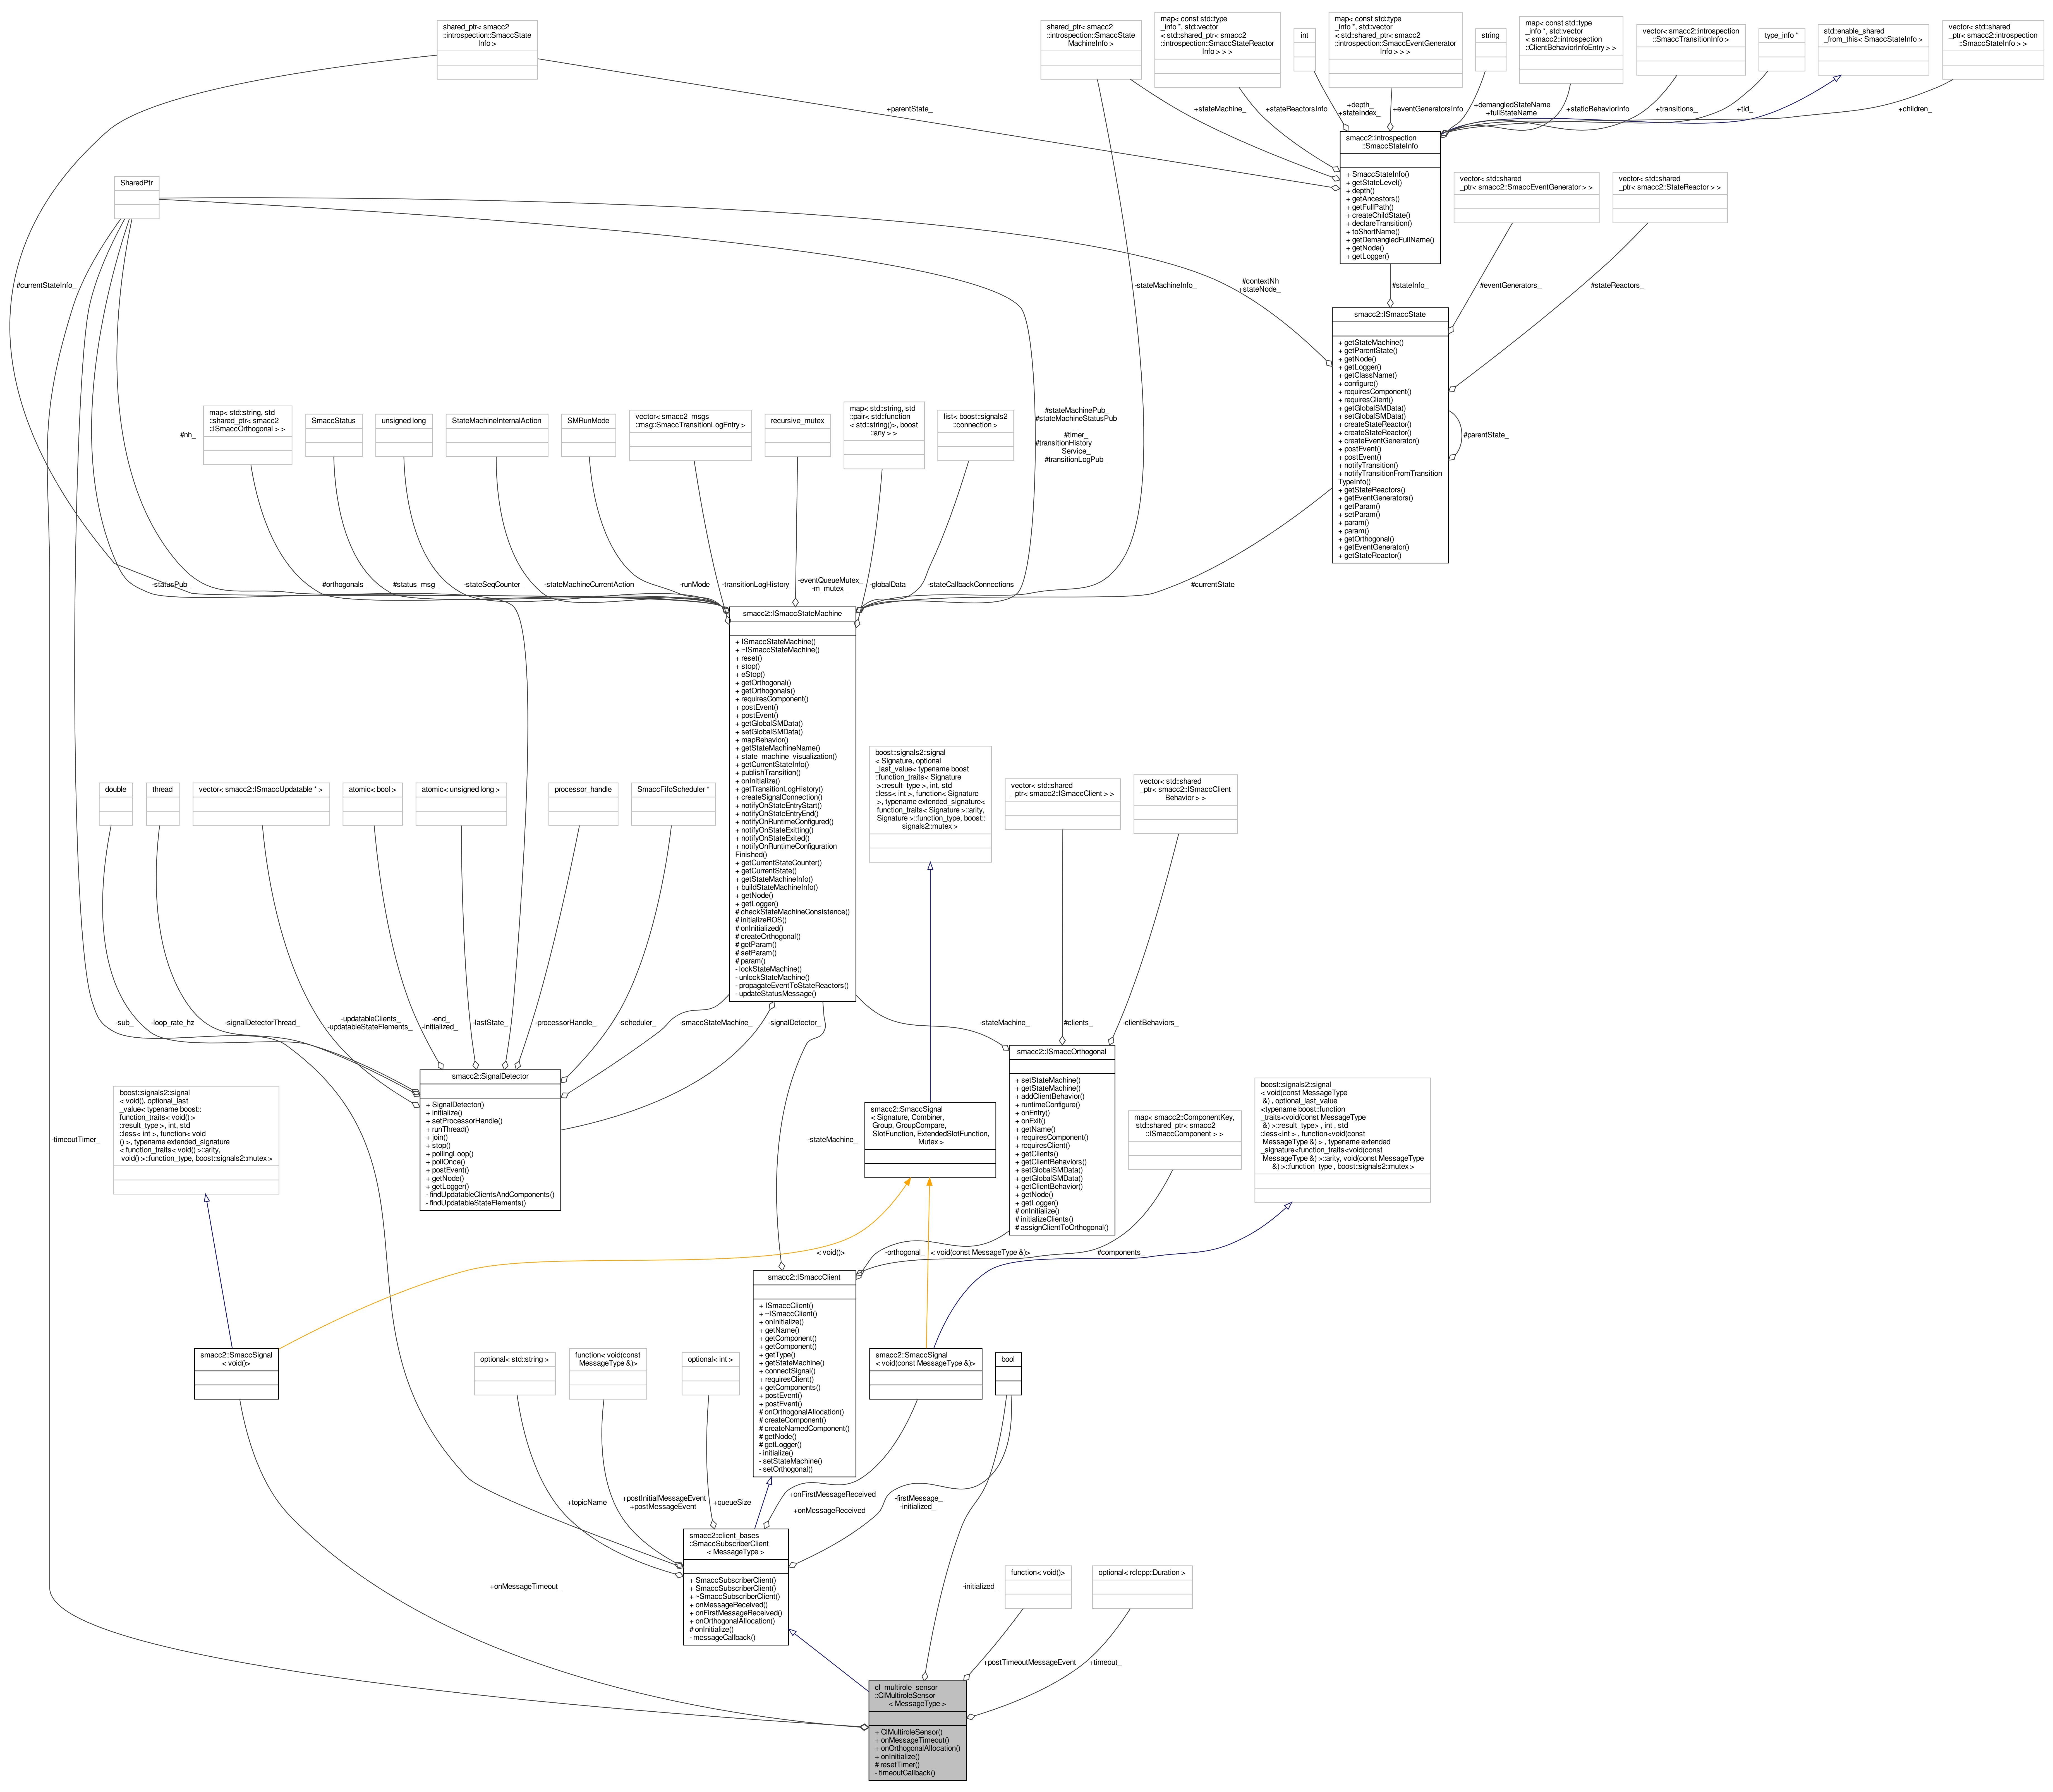 shared_ptr< smacc2
::introspection::SmaccState
Info >
shared_ptr< smacc2
::introspection::SmaccState
MachineInfo >
map< const std::type
_info *, std::vector
< std::shared_ptr< smacc2
::introspection::SmaccStateReactor
Info > > >
int
map< const std::type
_info *, std::vector
< std::shared_ptr< smacc2
::introspection::SmaccEventGenerator
Info > > >
string
map< const std::type
_info *, std::vector
< smacc2::introspection
::ClientBehaviorInfoEntry > >
vector< smacc2::introspection
::SmaccTransitionInfo >
type_info *
std::enable_shared
_from_this< SmaccStateInfo >
vector< std::shared
_ptr< smacc2::introspection
::SmaccStateInfo > >
+parentState_
+stateMachine_
+stateReactorsInfo
+depth_
+stateIndex_
+eventGeneratorsInfo
+demangledStateName
+fullStateName
+staticBehaviorInfo
+transitions_
+tid_
+children_
smacc2::introspection
::SmaccStateInfo
+ SmaccStateInfo()
+ getStateLevel()
+ depth()
+ getAncestors()
+ getFullPath()
+ createChildState()
+ declareTransition()
+ toShortName()
+ getDemangledFullName()
+ getNode()
+ getLogger()
SharedPtr
vector< std::shared
_ptr< smacc2::SmaccEventGenerator > >
vector< std::shared
_ptr< smacc2::StateReactor > >
#currentStateInfo_
-stateMachineInfo_
#contextNh
+stateNode_
#stateInfo_
#eventGenerators_
#stateReactors_
smacc2::ISmaccState
+ getStateMachine()
+ getParentState()
+ getNode()
+ getLogger()
+ getClassName()
+ configure()
+ requiresComponent()
+ requiresClient()
+ getGlobalSMData()
+ setGlobalSMData()
+ createStateReactor()
+ createStateReactor()
+ createEventGenerator()
+ postEvent()
+ postEvent()
+ notifyTransition()
+ notifyTransitionFromTransition
TypeInfo()
+ getStateReactors()
+ getEventGenerators()
+ getParam()
+ setParam()
+ param()
+ param()
+ getOrthogonal()
+ getEventGenerator()
+ getStateReactor()
#parentState_
#nh_
map< std::string, std
::shared_ptr< smacc2
::ISmaccOrthogonal > >
SmaccStatus
unsigned long
StateMachineInternalAction
SMRunMode
vector< smacc2_msgs
::msg::SmaccTransitionLogEntry >
recursive_mutex
map< std::string, std
::pair< std::function
< std::string()>, boost
::any > >
list< boost::signals2
::connection >
#stateMachinePub_
#stateMachineStatusPub
_
#timer_
#transitionHistory
Service_
#transitionLogPub_
-statusPub_
#orthogonals_
#status_msg_
-stateSeqCounter_
-stateMachineCurrentAction
-runMode_
-transitionLogHistory_
-eventQueueMutex_
-m_mutex_
-globalData_
-stateCallbackConnections
#currentState_
smacc2::ISmaccStateMachine
+ ISmaccStateMachine()
+ ~ISmaccStateMachine()
+ reset()
+ stop()
+ eStop()
+ getOrthogonal()
+ getOrthogonals()
+ requiresComponent()
+ postEvent()
+ postEvent()
+ getGlobalSMData()
+ setGlobalSMData()
+ mapBehavior()
+ getStateMachineName()
+ state_machine_visualization()
+ getCurrentStateInfo()
+ publishTransition()
+ onInitialize()
+ getTransitionLogHistory()
+ createSignalConnection()
+ notifyOnStateEntryStart()
+ notifyOnStateEntryEnd()
+ notifyOnRuntimeConfigured()
+ notifyOnStateExitting()
+ notifyOnStateExited()
+ notifyOnRuntimeConfiguration
Finished()
+ getCurrentStateCounter()
+ getCurrentState()
+ getStateMachineInfo()
+ buildStateMachineInfo()
+ getNode()
+ getLogger()
# checkStateMachineConsistence()
# initializeROS()
# onInitialized()
# createOrthogonal()
# getParam()
# setParam()
# param()
- lockStateMachine()
- unlockStateMachine()
- propagateEventToStateReactors()
- updateStatusMessage()
double
thread
vector< smacc2::ISmaccUpdatable * >
atomic< bool >
atomic< unsigned long >
processor_handle
SmaccFifoScheduler *
boost::signals2::signal
< Signature, optional
_last_value< typename boost
::function_traits< Signature
>::result_type >, int, std
::less< int >, function< Signature
>, typename extended_signature<
function_traits< Signature >::arity,
Signature >::function_type, boost::
signals2::mutex >
vector< std::shared
_ptr< smacc2::ISmaccClient > >
vector< std::shared
_ptr< smacc2::ISmaccClient
Behavior > >
-sub_
-loop_rate_hz
-signalDetectorThread_
-updatableClients_
-updatableStateElements_
-end_
-initialized_
-lastState_
-processorHandle_
-scheduler_
-smaccStateMachine_
-signalDetector_
-stateMachine_
#clients_
-clientBehaviors_
smacc2::SignalDetector
+ SignalDetector()
+ initialize()
+ setProcessorHandle()
+ runThread()
+ join()
+ stop()
+ pollingLoop()
+ pollOnce()
+ postEvent()
+ getNode()
+ getLogger()
- findUpdatableClientsAndComponents()
- findUpdatableStateElements()
smacc2::ISmaccOrthogonal
+ setStateMachine()
+ getStateMachine()
+ addClientBehavior()
+ runtimeConfigure()
+ onEntry()
+ onExit()
+ getName()
+ requiresComponent()
+ requiresClient()
+ getClients()
+ getClientBehaviors()
+ setGlobalSMData()
+ getGlobalSMData()
+ getClientBehavior()
+ getNode()
+ getLogger()
# onInitialize()
# initializeClients()
# assignClientToOrthogonal()
boost::signals2::signal
< void(), optional_last
_value< typename boost::
function_traits< void() >
::result_type >, int, std
::less< int >, function< void
() >, typename extended_signature
< function_traits< void() >::arity,
void() >::function_type, boost::signals2::mutex >
smacc2::SmaccSignal
< Signature, Combiner,
Group, GroupCompare,
SlotFunction, ExtendedSlotFunction,
Mutex >
map< smacc2::ComponentKey,
std::shared_ptr< smacc2
::ISmaccComponent > >
boost::signals2::signal
< void(const MessageType
&) , optional_last_value
<typename boost::function
_traits<void(const MessageType
&) >::result_type> , int , std
::less<int > , function<void(const
MessageType &) > , typename extended
_signature<function_traits<void(const
MessageType &) >::arity, void(const MessageType
&) >::function_type , boost::signals2::mutex >
-timeoutTimer_
-stateMachine_
< void()>
-orthogonal_
< void(const MessageType &)>
#components_
smacc2::ISmaccClient
+ ISmaccClient()
+ ~ISmaccClient()
+ onInitialize()
+ getName()
+ getComponent()
+ getComponent()
+ getType()
+ getStateMachine()
+ connectSignal()
+ requiresClient()
+ getComponents()
+ postEvent()
+ postEvent()
# onOrthogonalAllocation()
# createComponent()
# createNamedComponent()
# getNode()
# getLogger()
- initialize()
- setStateMachine()
- setOrthogonal()
smacc2::SmaccSignal
< void()>
optional< std::string >
function< void(const
MessageType &)>
optional< int >
smacc2::SmaccSignal
< void(const MessageType &)>
bool
+topicName
+postInitialMessageEvent
+postMessageEvent
+queueSize
+onFirstMessageReceived
_
+onMessageReceived_
-firstMessage_
-initialized_
smacc2::client_bases
::SmaccSubscriberClient
< MessageType >
+ SmaccSubscriberClient()
+ SmaccSubscriberClient()
+ ~SmaccSubscriberClient()
+ onMessageReceived()
+ onFirstMessageReceived()
+ onOrthogonalAllocation()
# onInitialize()
- messageCallback()
+onMessageTimeout_
-initialized_
function< void()>
optional< rclcpp::Duration >
+postTimeoutMessageEvent
+timeout_
cl_multirole_sensor
::ClMultiroleSensor
< MessageType >
+ ClMultiroleSensor()
+ onMessageTimeout()
+ onOrthogonalAllocation()
+ onInitialize()
# resetTimer()
- timeoutCallback()